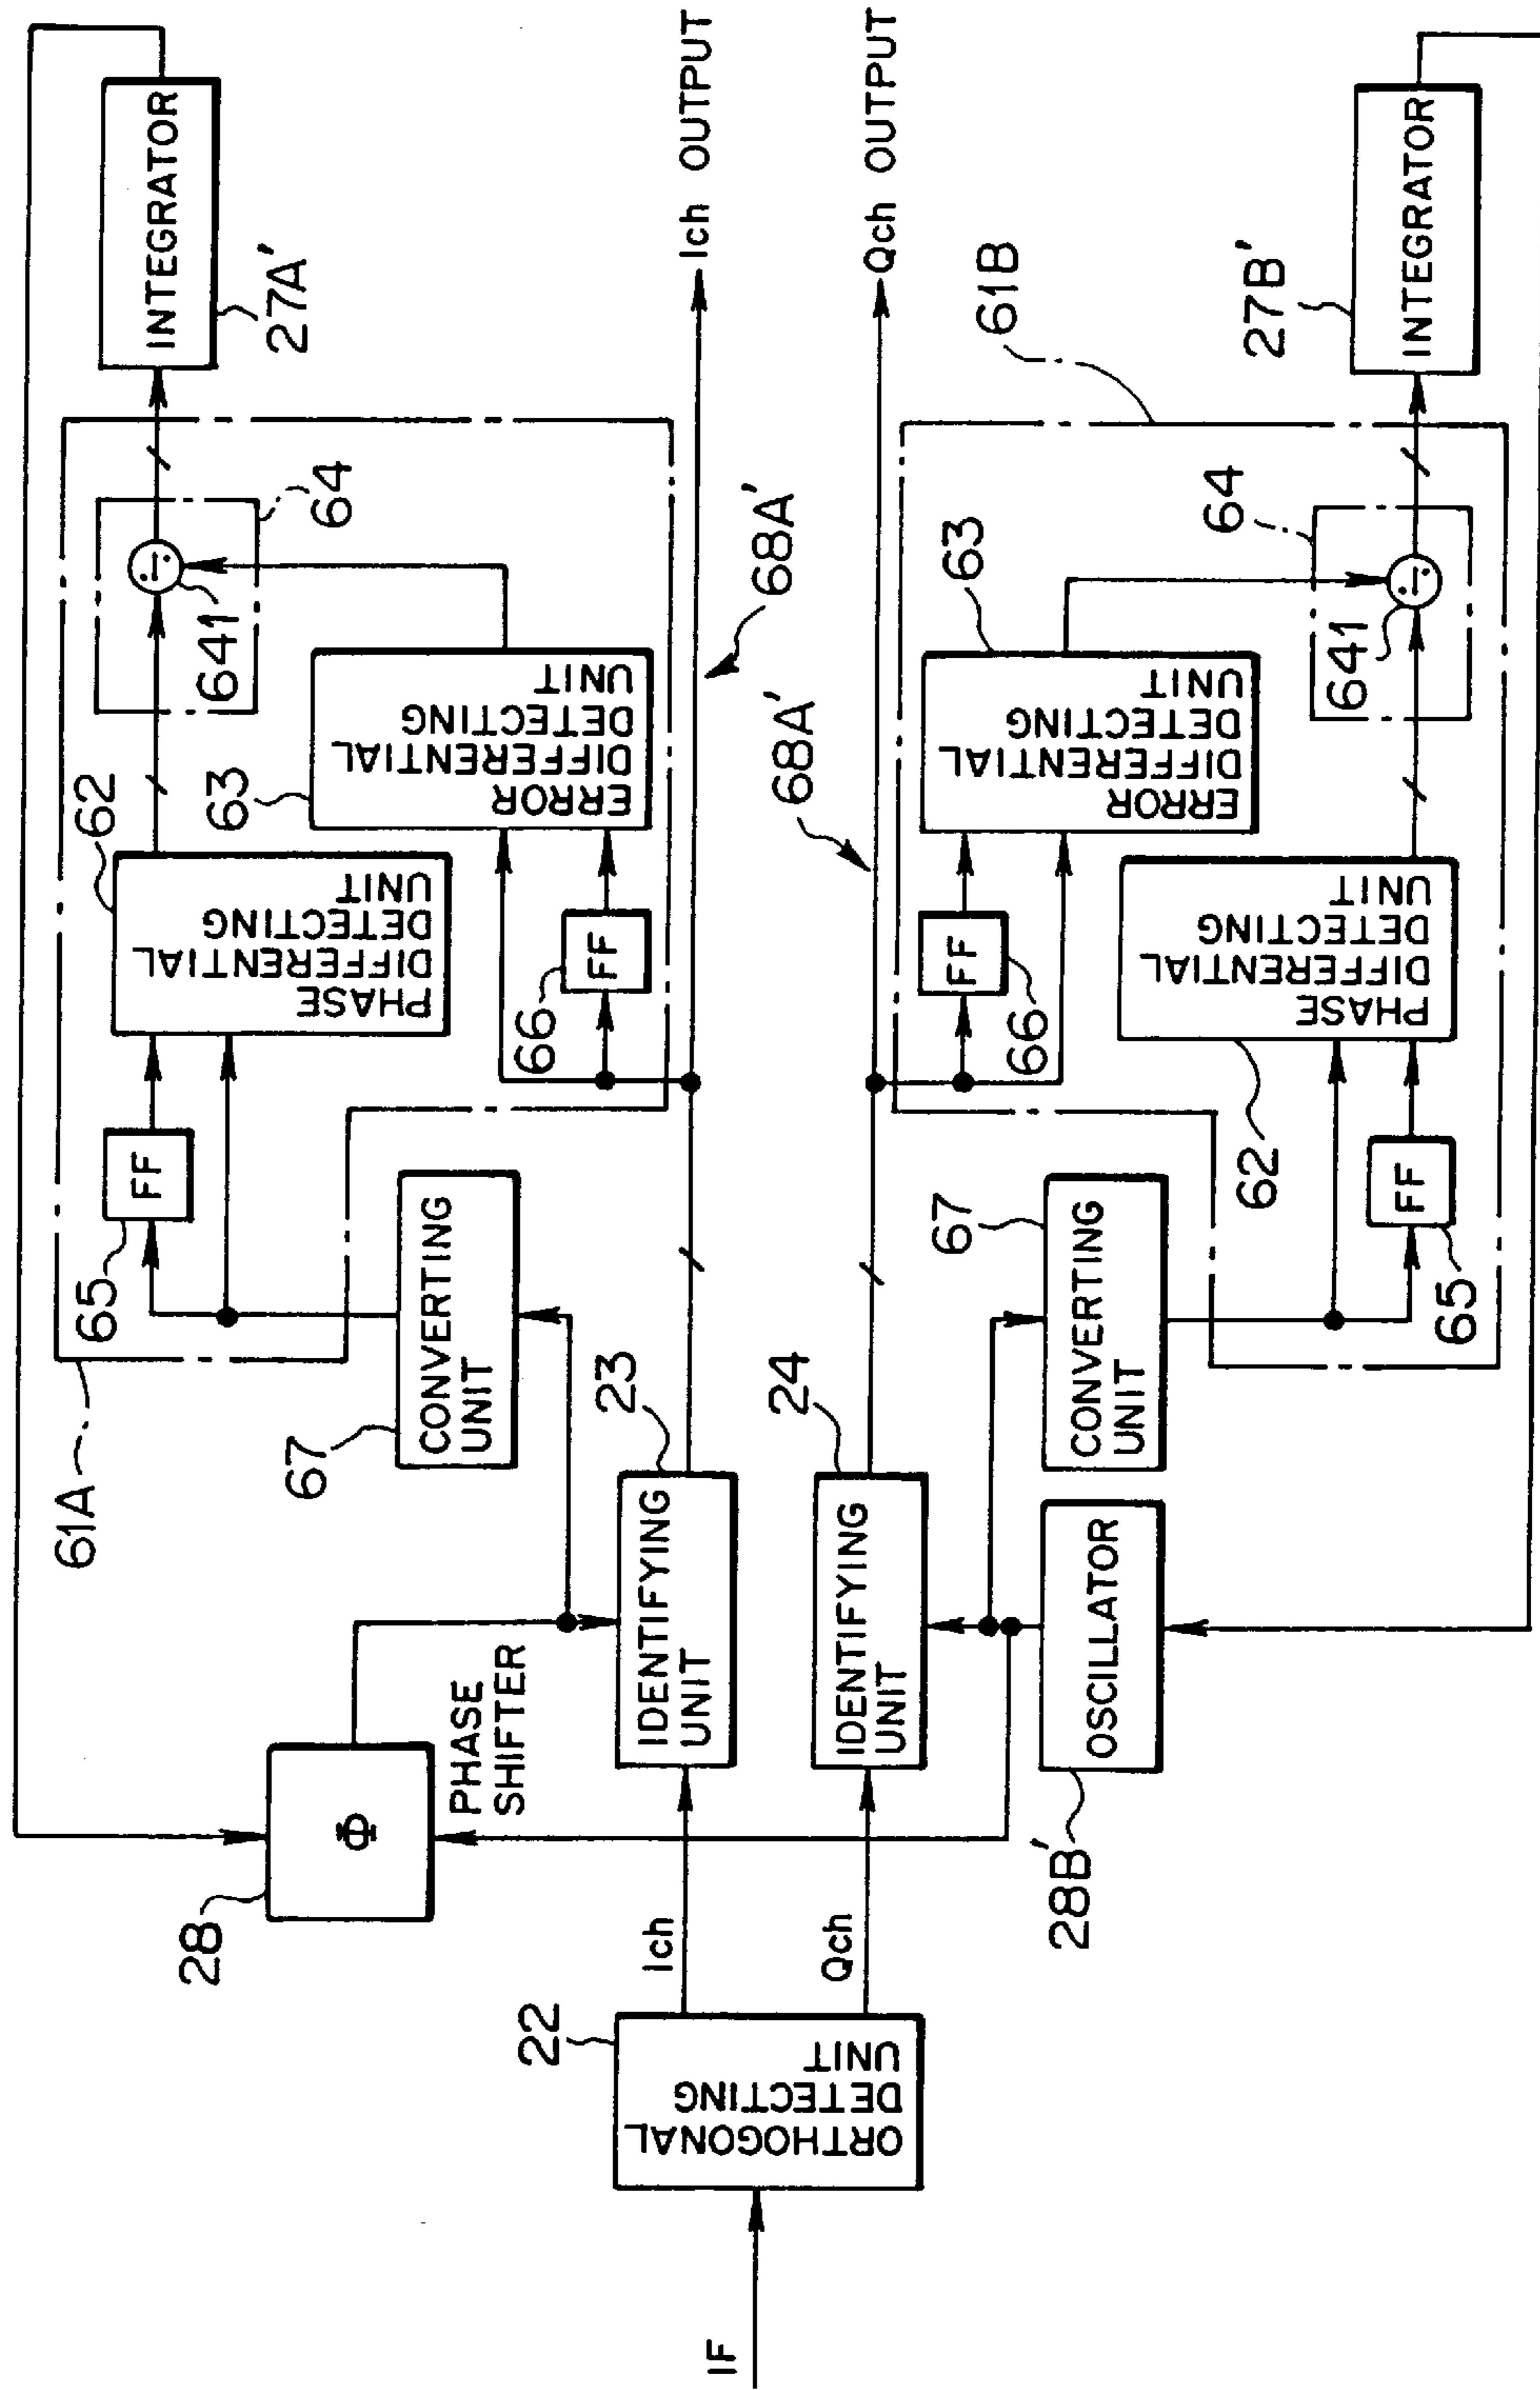 IF
22
ORTHOGONAL
DETECTING
UNIT
Ich
Qch
28
Φ
PHASE
SHIFTER
23
IDENTIFYING
UNIT
24
IDENTIFYING
UNIT
28B'
OSCILLATOR
61A
67
CONVERTING
UNIT
65
FF
62
PHASE
DIFFERENTIAL
DETECTING
UNIT
66
FF
63
ERROR
DIFFERENTIAL
DETECTING
UNIT
641
÷
64
INTEGRATOR
27A'
68A'
Ich OUTPUT
68A'
Qch OUTPUT
61B
67
CONVERTING
UNIT
65
FF
62
PHASE
DIFFERENTIAL
DETECTING
UNIT
66
FF
63
ERROR
DIFFERENTIAL
DETECTING
UNIT
641
÷
64
27B'
INTEGRATOR